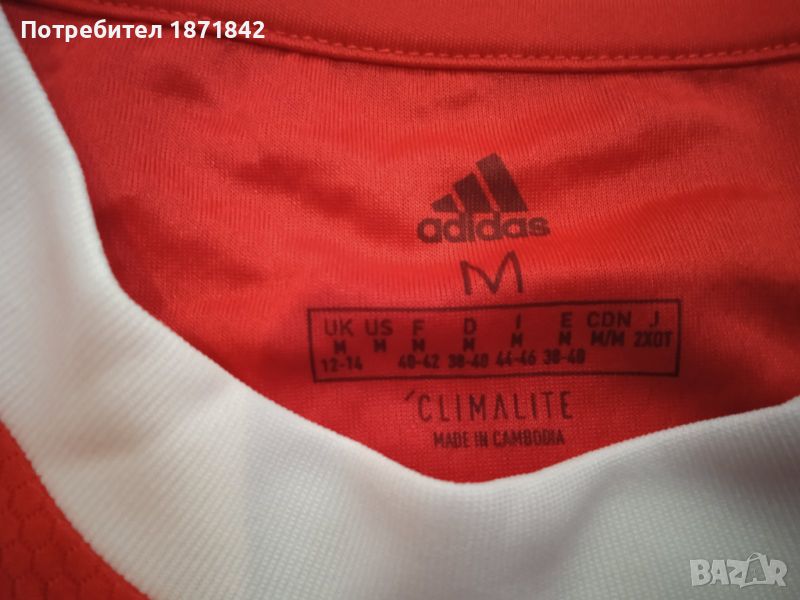 Потребител 1871842
adidas
M
UK US F D I E CDN J
M M M M M M M/M 2XOT
12-14 40-42 38-40 44-46 38-40
CLIMALITE
MADE IN CAMBODIA
BAZAR